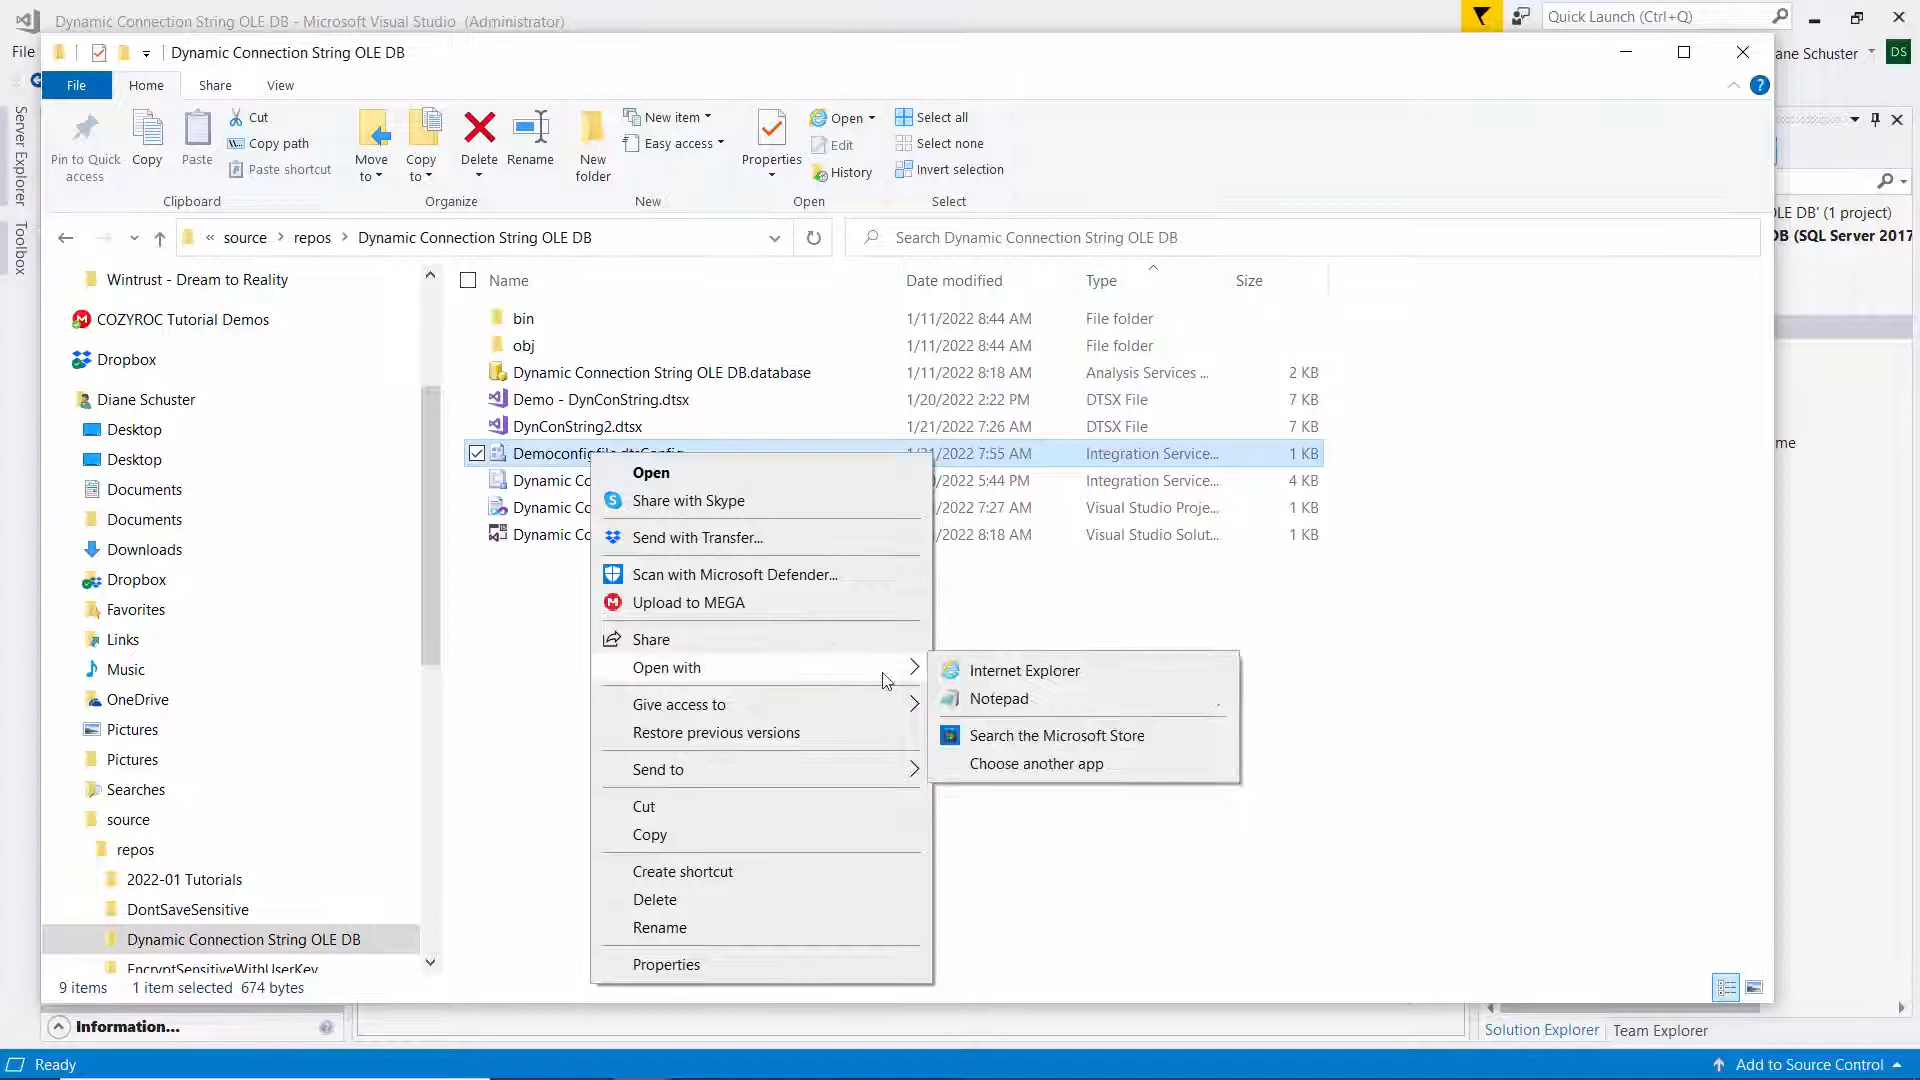 Dynamic Connection String OLE DB - Microsoft Visual Studio (Administrator)
Quick Launch (Ctrl+Q)
File
ane Schuster
DS
Dynamic Connection String OLE DB
File
Home
Share
View
Pin to Quick access
Copy
Paste
Cut
Copy path
Paste shortcut
Clipboard
Move to
Copy to
Delete
Rename
Organize
New folder
New item
Easy access
New
Properties
Open
Edit
History
Open
Select all
Select none
Invert selection
Select
Server Explorer
Toolbox
« source > repos > Dynamic Connection String OLE DB
Search Dynamic Connection String OLE DB
LE DB' (1 project)
DB (SQL Server 2017
me
Wintrust - Dream to Reality
COZYROC Tutorial Demos
Dropbox
Diane Schuster
Desktop
Desktop
Documents
Documents
Downloads
Dropbox
Favorites
Links
Music
OneDrive
Pictures
Pictures
Searches
source
repos
2022-01 Tutorials
DontSaveSensitive
Dynamic Connection String OLE DB
EncryptSensitiveWithUserKey
Name Date modified Type Size
bin 1/11/2022 8:44 AM File folder
obj 1/11/2022 8:44 AM File folder
Dynamic Connection String OLE DB.database 1/11/2022 8:18 AM Analysis Services ... 2 KB
Demo - DynConString.dtsx 1/20/2022 2:22 PM DTSX File 7 KB
DynConString2.dtsx 1/21/2022 7:26 AM DTSX File 7 KB
Democonfigfile.dtsConfig 1/21/2022 7:55 AM Integration Service... 1 KB
Dynamic Co /2022 5:44 PM Integration Service... 4 KB
Dynamic Co /2022 7:27 AM Visual Studio Proje... 1 KB
Dynamic Co /2022 8:18 AM Visual Studio Solut... 1 KB
Open
Share with Skype
Send with Transfer...
Scan with Microsoft Defender...
Upload to MEGA
Share
Open with
Give access to
Restore previous versions
Send to
Cut
Copy
Create shortcut
Delete
Rename
Properties
Internet Explorer
Notepad
Search the Microsoft Store
Choose another app
9 items 1 item selected 674 bytes
Information...
Solution Explorer
Team Explorer
Ready
Add to Source Control